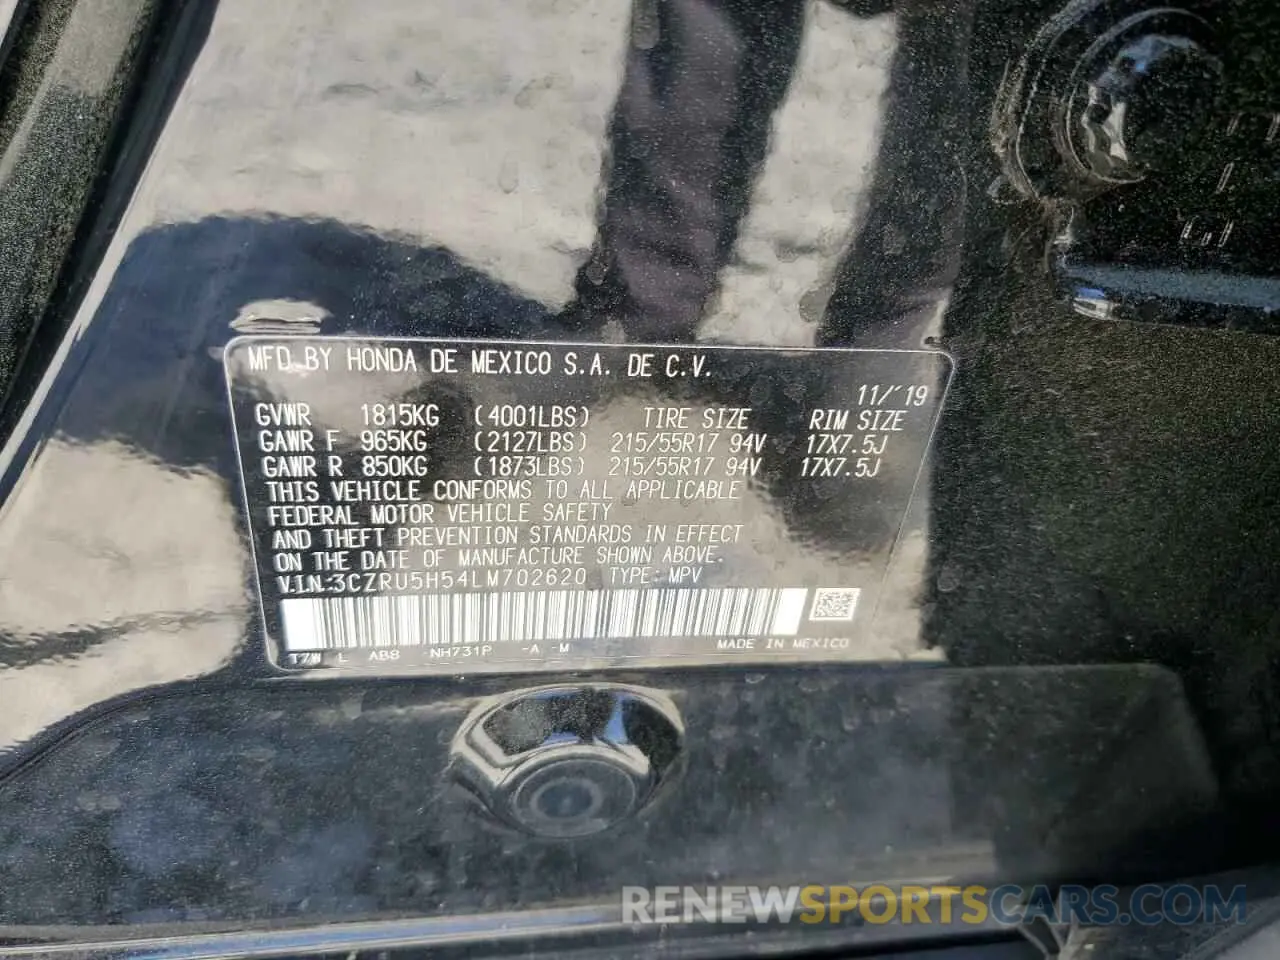 MFD.BY HONDA DE MEXICO S.A. DE C.V.
11/'19
GVWR 1815KG (4001LBS) TIRE SIZE RIM SIZE
GAWR F 965KG (2127LBS) 215/55R17 94V 17X7.5J
GAWR R 850KG (1873LBS) 215/55R17 94V 17X7.5J
THIS VEHICLE CONFORMS TO ALL APPLICABLE
FEDERAL MOTOR VEHICLE SAFETY
AND THEFT PREVENTION STANDARDS IN EFFECT
ON THE DATE OF MANUFACTURE SHOWN ABOVE.
V.I.N:3CZRU5H54LM702620 TYPE: MPV
T7W L AB8 NH731P -A -M MADE IN MEXICO
RENEWSPORTSCARS.COM